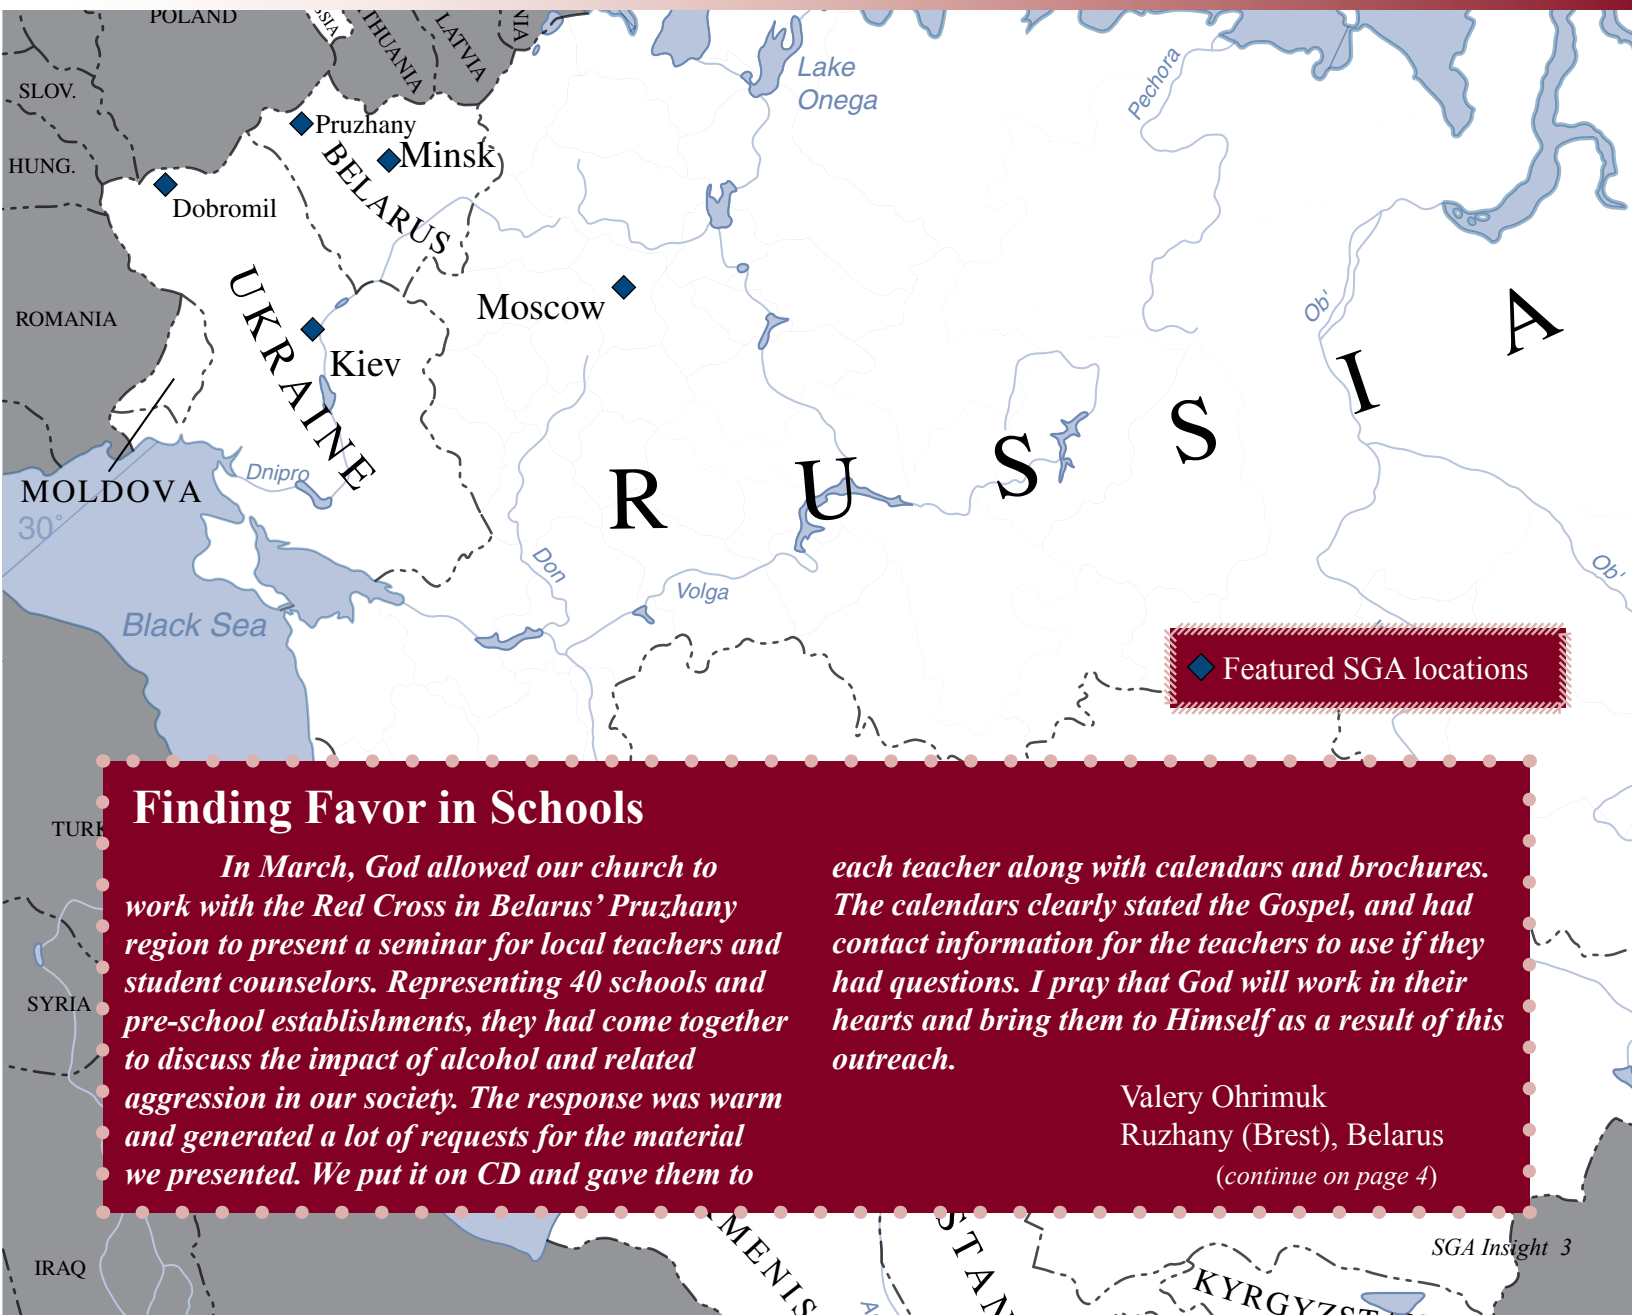 POLAND
SSIA
THUANIA
LATVIA
NIA
SLOV.
HUNG.
ROMANIA
Pruzhany
Minsk
BELARUS
Dobromil
UKRAINE
Kiev
Moscow
MOLDOVA
30°
Dnipro
Black Sea
Lake
Onega
Pechora
Ob'
Ob'
Don
Volga
RUSSIA
Featured SGA locations
TURK
SYRIA
IRAQ
Finding Favor in Schools
In March, God allowed our church to
work with the Red Cross in Belarus’ Pruzhany
region to present a seminar for local teachers and
student counselors. Representing 40 schools and
pre-school establishments, they had come together
to discuss the impact of alcohol and related
aggression in our society. The response was warm
and generated a lot of requests for the material
we presented. We put it on CD and gave them to
each teacher along with calendars and brochures.
The calendars clearly stated the Gospel, and had
contact information for the teachers to use if they
had questions. I pray that God will work in their
hearts and bring them to Himself as a result of this
outreach.
Valery Ohrimuk
Ruzhany (Brest), Belarus
(continue on page 4)
MENIS
STAN
KYRGYZSTA
SGA Insight 3